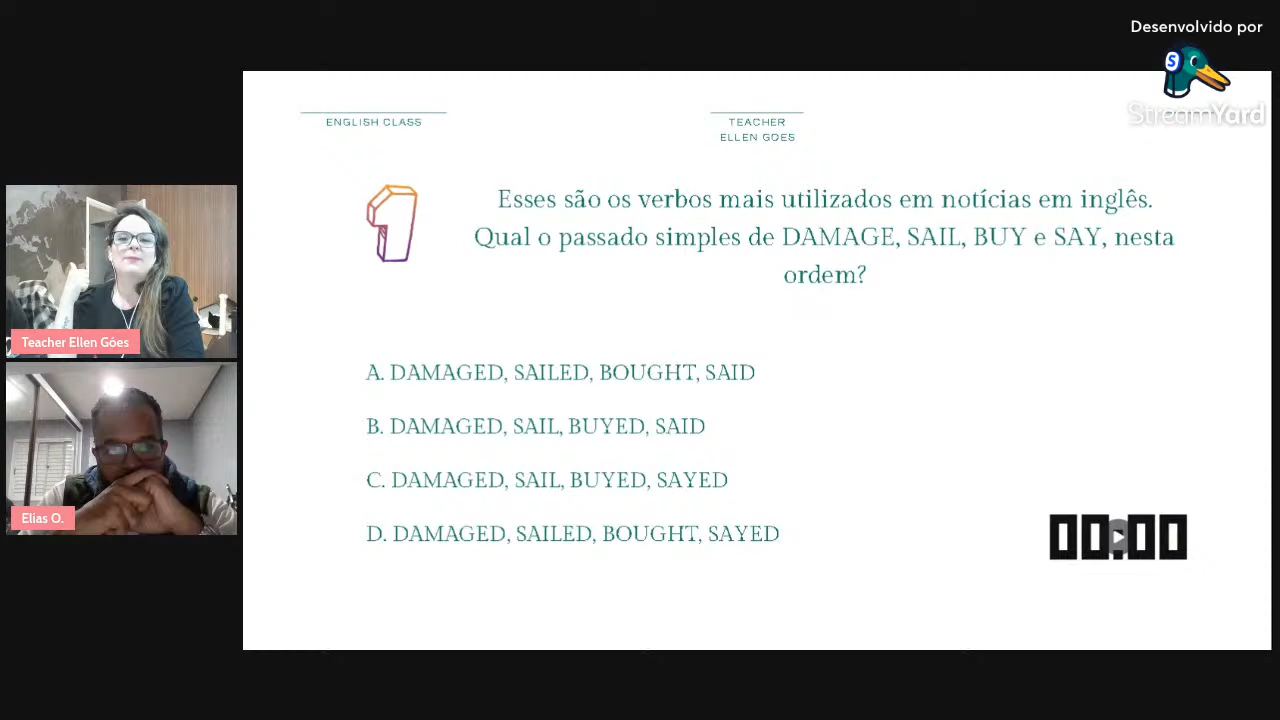 Desenvolvido por
StreamYard
ENGLISH CLASS
TEACHER
ELLEN GOES
1
Esses são os verbos mais utilizados em notícias em inglês.
Qual o passado simples de DAMAGE, SAIL, BUY e SAY, nesta
ordem?
Teacher Ellen Góes
A. DAMAGED, SAILED, BOUGHT, SAID
B. DAMAGED, SAIL, BUYED, SAID
C. DAMAGED, SAIL, BUYED, SAYED
D. DAMAGED, SAILED, BOUGHT, SAYED
Elias O.
00:00